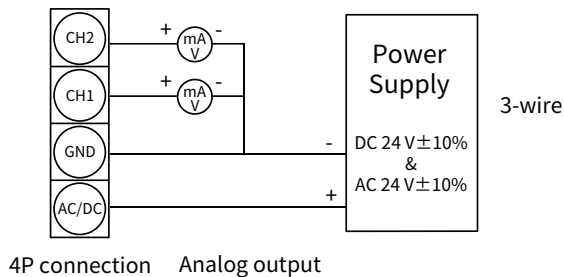 CH2
+ mA V -
CH1
+ mA V -
GND
AC/DC
-
+
Power
Supply
DC 24 V±10%
&
AC 24 V±10%
3-wire
4P connection
Analog output